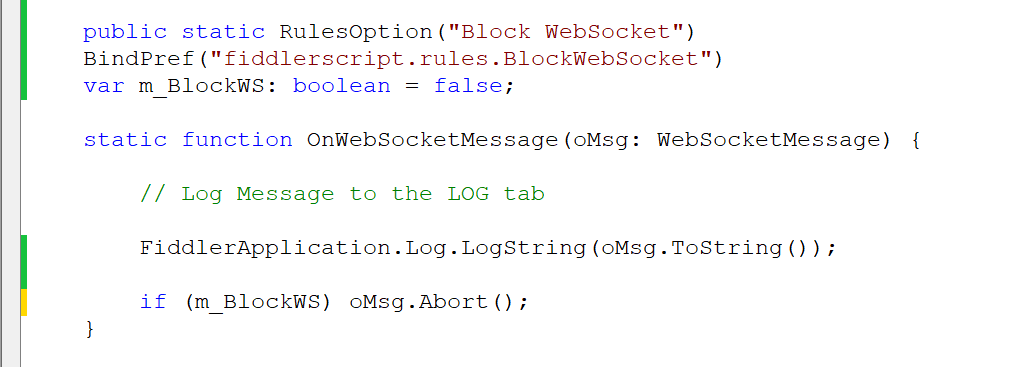 public static RulesOption("Block WebSocket")
BindPref("fiddlerscript.rules.BlockWebSocket")
var m_BlockWS: boolean = false;
static function OnWebSocketMessage(oMsg: WebSocketMessage) {
// Log Message to the LOG tab
FiddlerApplication.Log.LogString(oMsg.ToString());
if (m_BlockWS) oMsg.Abort();
}